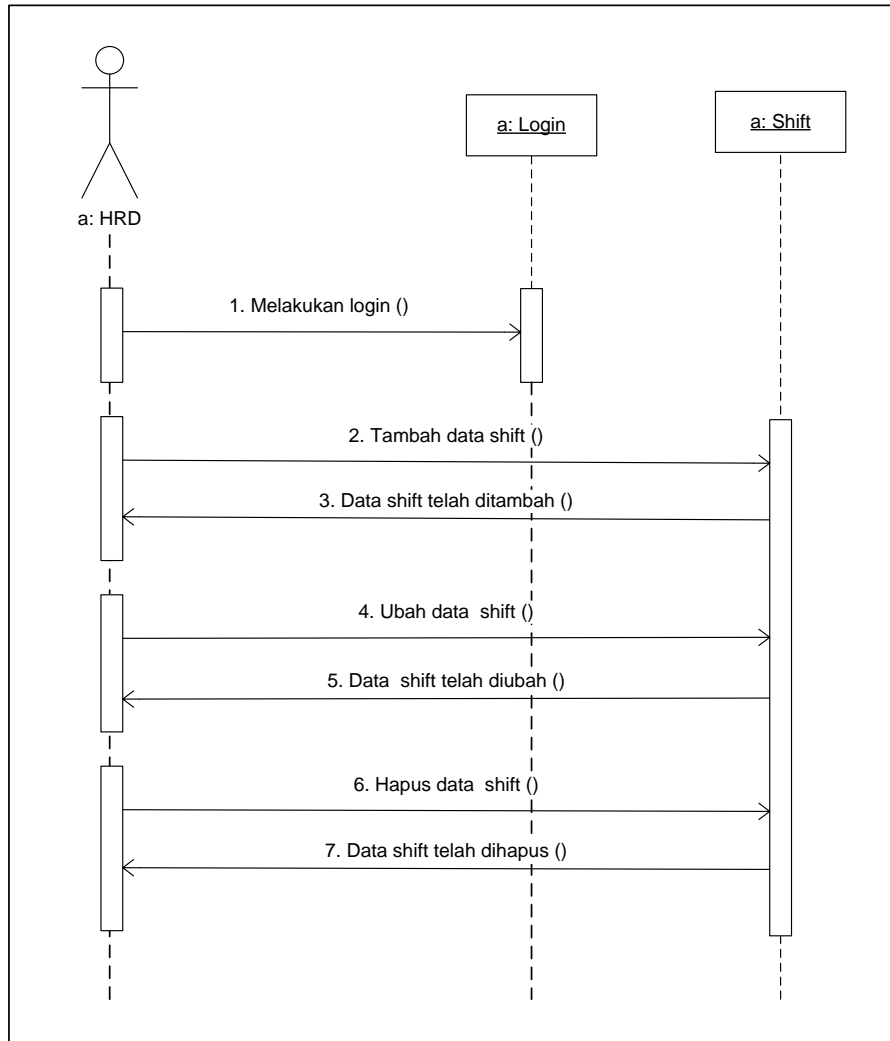 a: Login
a: Shift
a: HRD
1. Melakukan login ()
2. Tambah data shift ()
3. Data shift telah ditambah ()
4. Ubah data  shift ()
5. Data  shift telah diubah ()
6. Hapus data  shift ()
7. Data shift telah dihapus ()